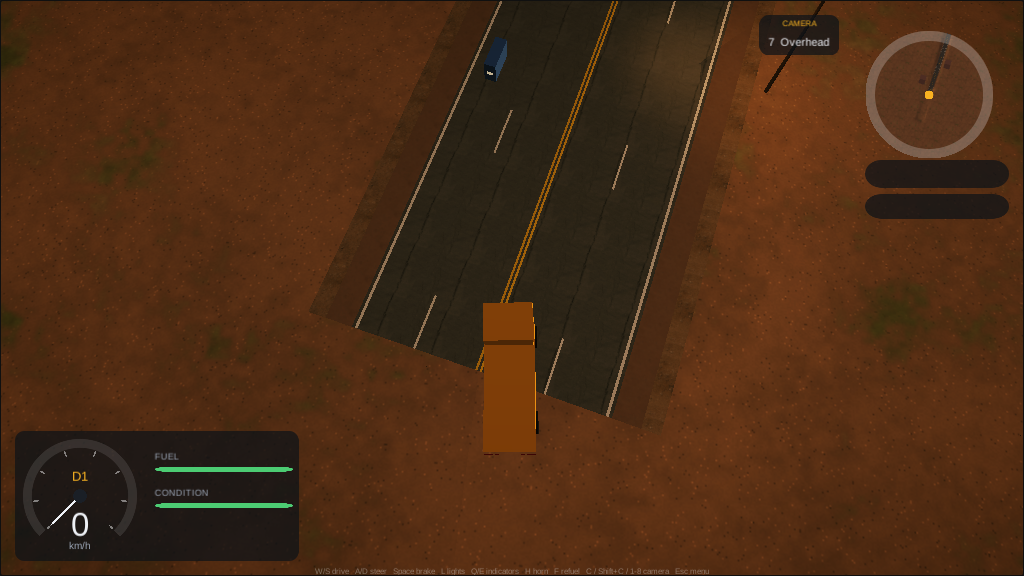 CAMERA
7 Overhead
D1
0
km/h
FUEL
CONDITION
W/S drive A/D steer Space brake L lights Q/E indicators H horn F refuel C / Shift+C / 1-8 camera Esc menu